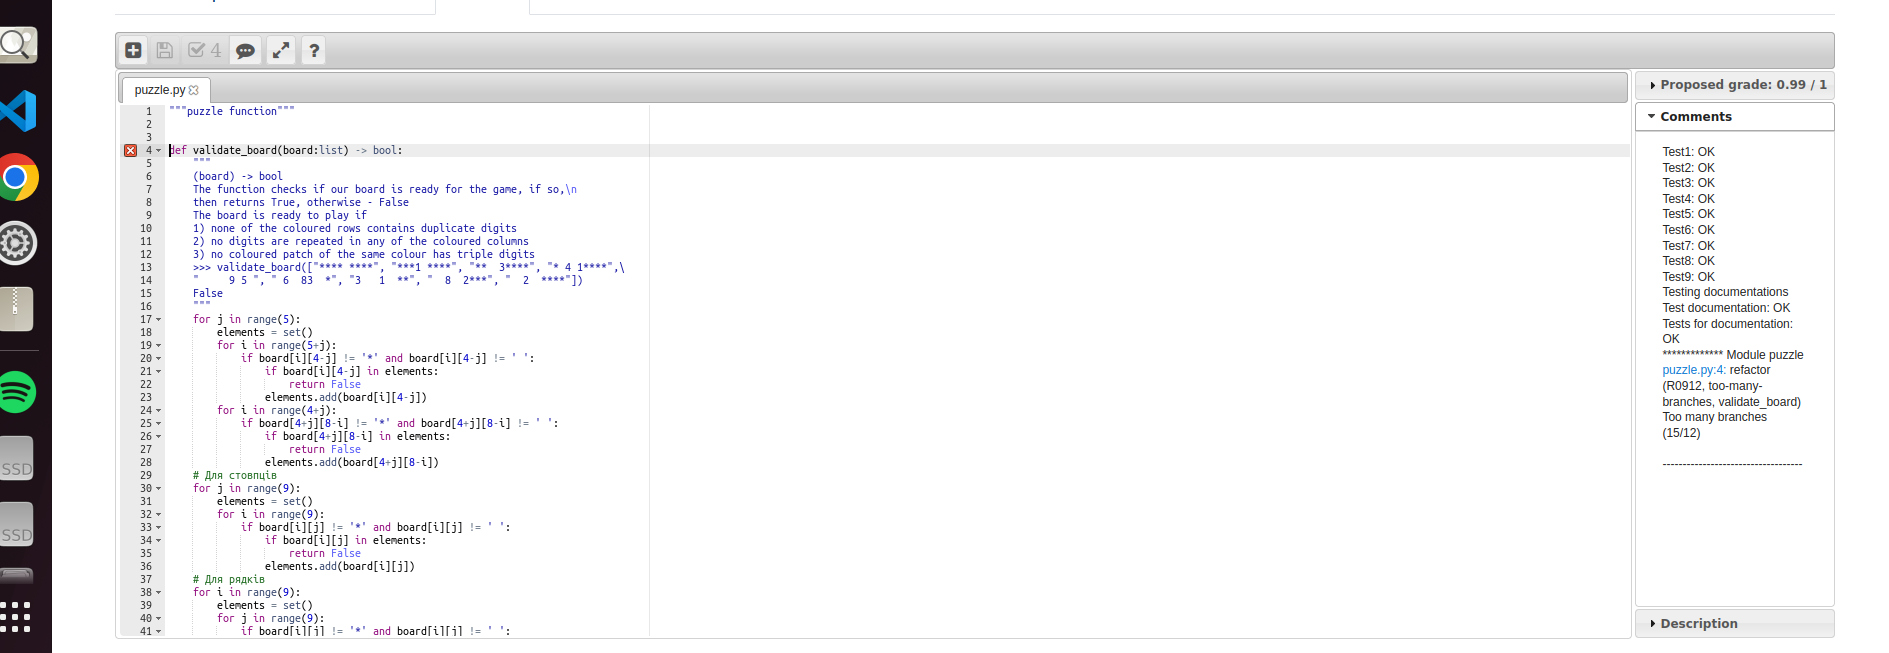 4
?
puzzle.py
1 """puzzle function"""
2
3
4 def validate_board(board:list) -> bool:
5     """
6     (board) -> bool
7     The function checks if our board is ready for the game, if so,\n
8     then returns True, otherwise - False
9     The board is ready to play if
10     1) none of the coloured rows contains duplicate digits
11     2) no digits are repeated in any of the coloured columns
12     3) no coloured patch of the same colour has triple digits
13     >>> validate_board(["**** ****", "***1 ****", "**  3****", "* 4 1****",\
14     "     9 5 ", " 6  83  *", "3   1  **", "  8  2***", "  2  ****"])
15     False
16     """
17     for j in range(5):
18         elements = set()
19         for i in range(5+j):
20             if board[i][4-j] != '*' and board[i][4-j] != ' ':
21                 if board[i][4-j] in elements:
22                     return False
23                 elements.add(board[i][4-j])
24         for i in range(4+j):
25             if board[4+j][8-i] != '*' and board[4+j][8-i] != ' ':
26                 if board[4+j][8-i] in elements:
27                     return False
28                 elements.add(board[4+j][8-i])
29     # Для стовпців
30     for j in range(9):
31         elements = set()
32         for i in range(9):
33             if board[i][j] != '*' and board[i][j] != ' ':
34                 if board[i][j] in elements:
35                     return False
36                 elements.add(board[i][j])
37     # Для рядків
38     for i in range(9):
39         elements = set()
40         for j in range(9):
41             if board[i][j] != '*' and board[i][j] != ' ':
Proposed grade: 0.99 / 1
Comments
Test1: OK
Test2: OK
Test3: OK
Test4: OK
Test5: OK
Test6: OK
Test7: OK
Test8: OK
Test9: OK
Testing documentations
Test documentation: OK
Tests for documentation:
OK
************* Module puzzle
puzzle.py:4: refactor
(R0912, too-many-
branches, validate_board)
Too many branches
(15/12)
-----------------------------------
Description
SSD
SSD